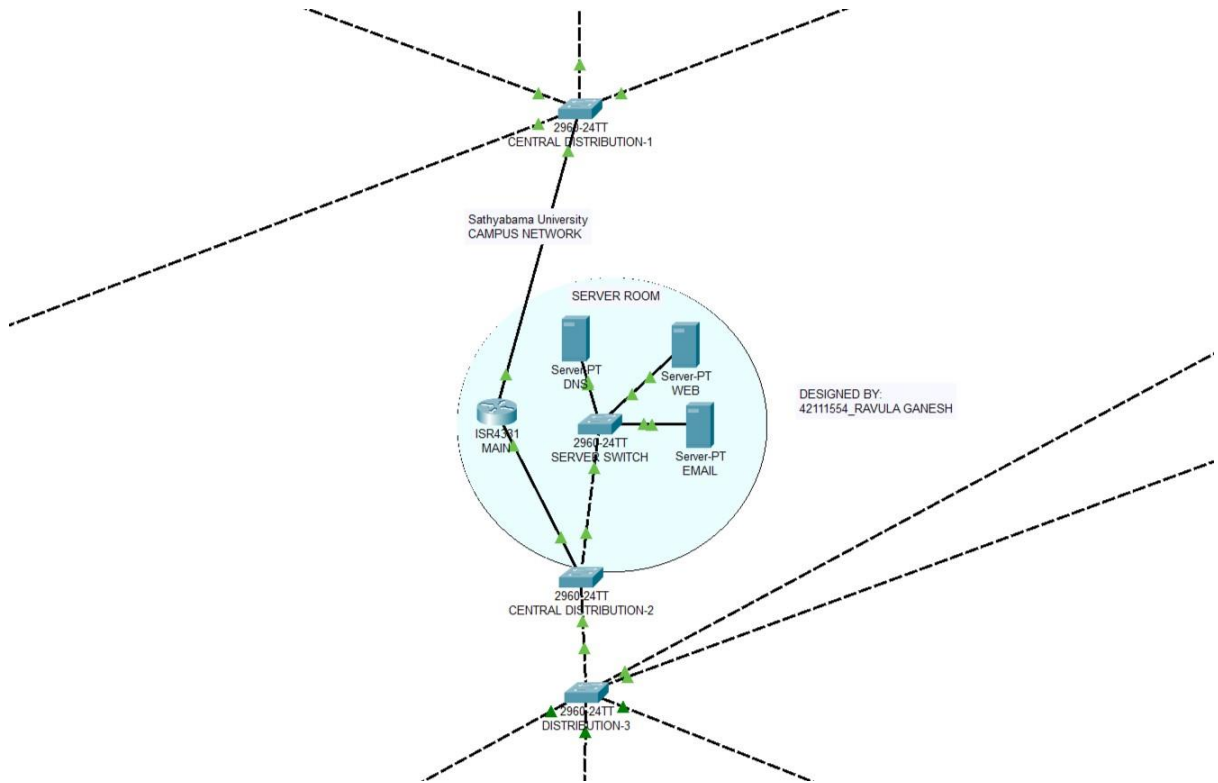 2960-24TT
CENTRAL DISTRIBUTION-1
Sathyabama University
CAMPUS NETWORK
SERVER ROOM
Server-PT
DNS
Server-PT
WEB
DESIGNED BY:
42111554_RAVULA GANESH
ISR4331
MAIN
2960-24TT
SERVER SWITCH
Server-PT
EMAIL
2960-24TT
CENTRAL DISTRIBUTION-2
2960-24TT
DISTRIBUTION-3